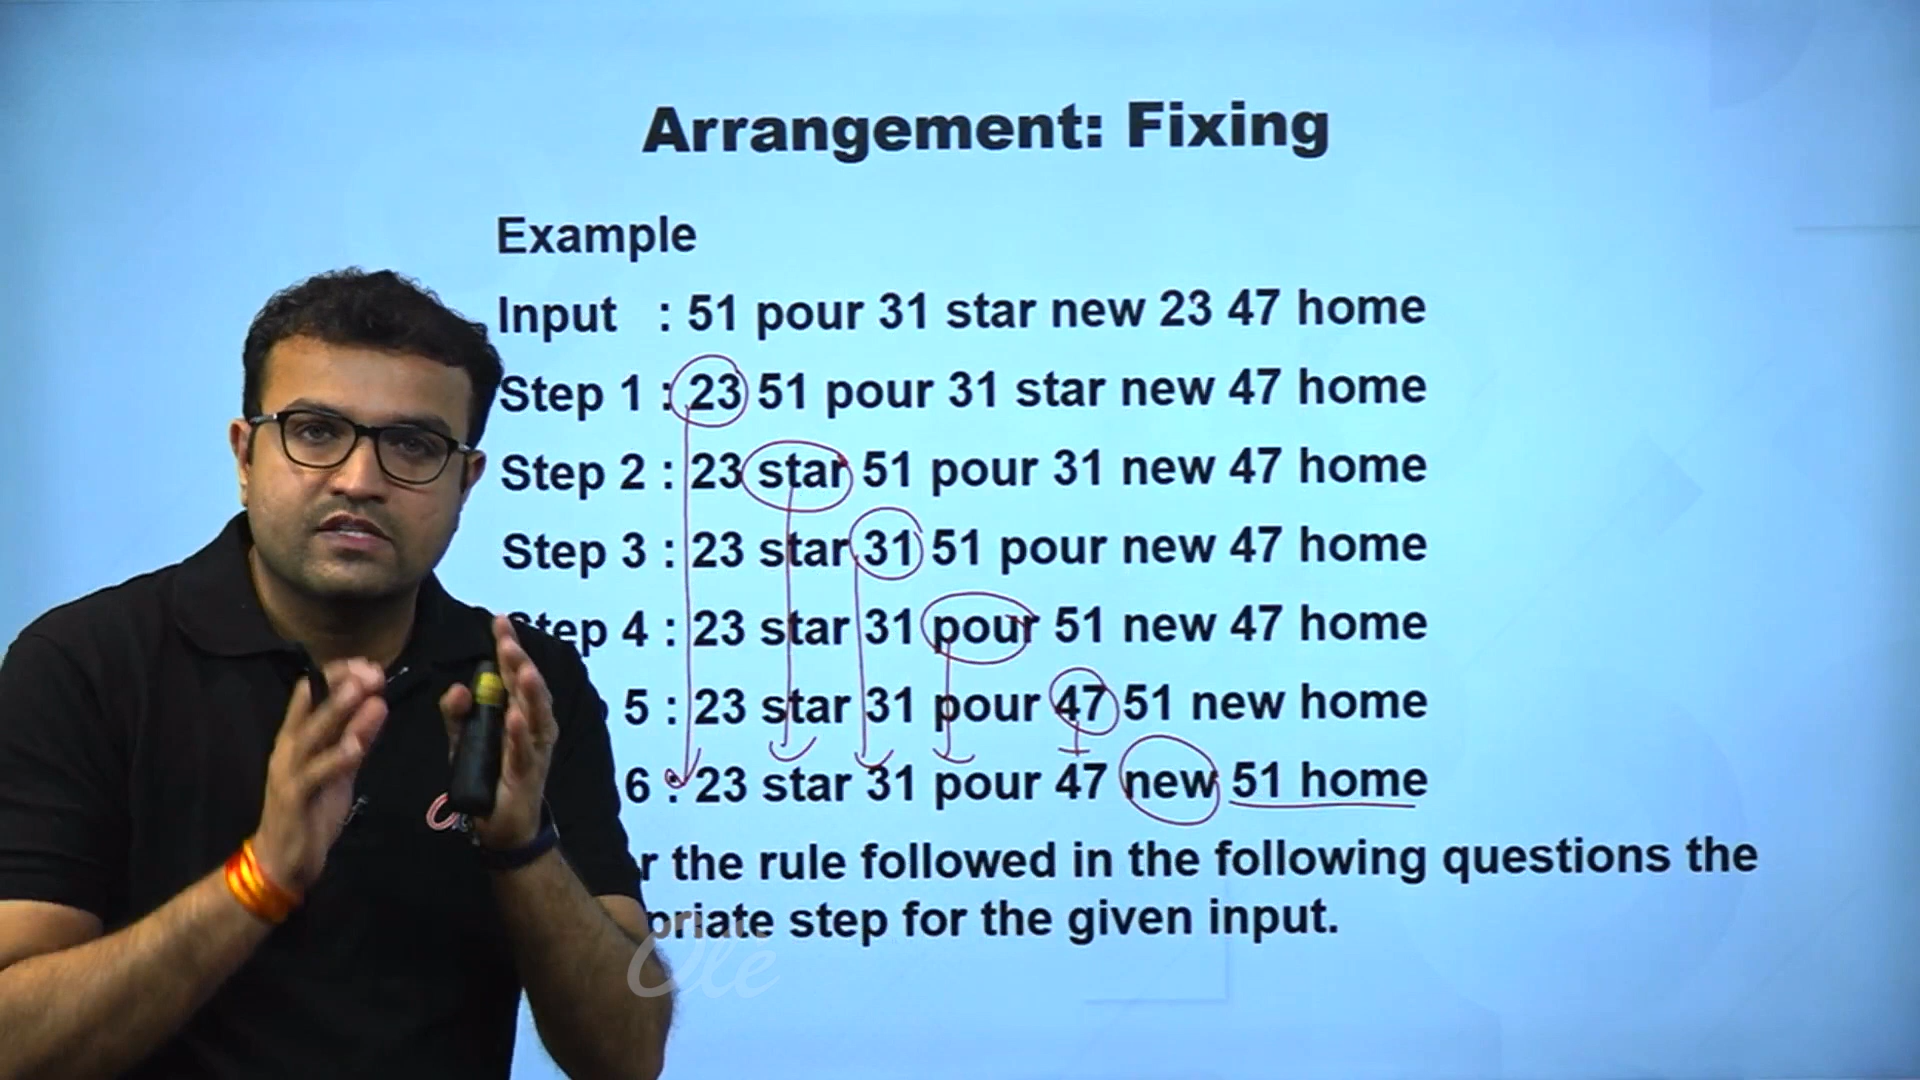 Arrangement: Fixing
Example
Input : 51 pour 31 star new 23 47 home
Step 1 : 23 51 pour 31 star new 47 home
Step 2 : 23 star 51 pour 31 new 47 home
Step 3 : 23 star 31 51 pour new 47 home
Step 4 : 23 star 31 pour 51 new 47 home
5 : 23 star 31 pour 47 51 new home
6 : 23 star 31 pour 47 new 51 home
r the rule followed in the following questions the
priate step for the given input.
Ole